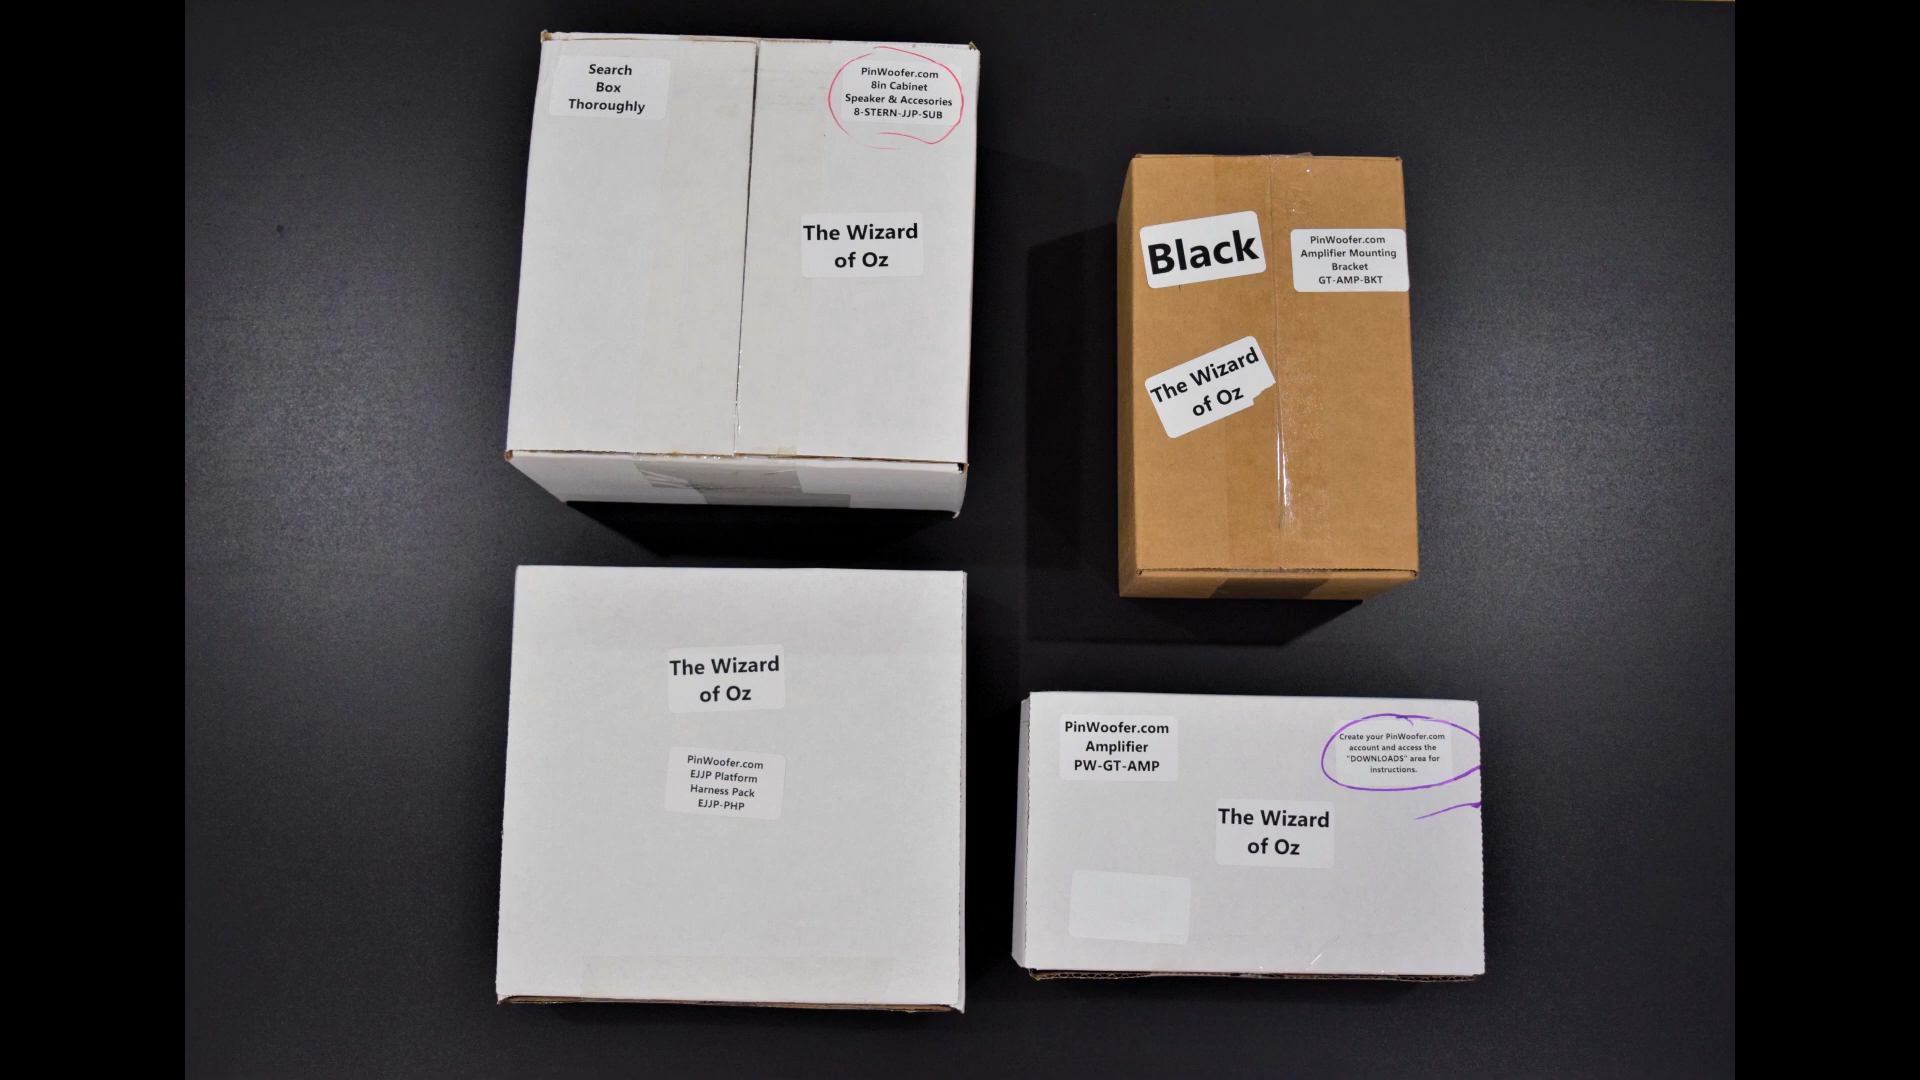 Search
Box
Thoroughly
PinWoofer.com
8in Cabinet
Speaker & Accesories
8-STERN-JJP-SUB
The Wizard
of Oz
Black
PinWoofer.com
Amplifier Mounting
Bracket
GT-AMP-BKT
The Wizard
of Oz
The Wizard
of Oz
PinWoofer.com
EJJP Platform
Harness Pack
EJJP-PHP
PinWoofer.com
Amplifier
PW-GT-AMP
Create your PinWoofer.com
account and access the
"DOWNLOADS" area for
instructions.
The Wizard
of Oz